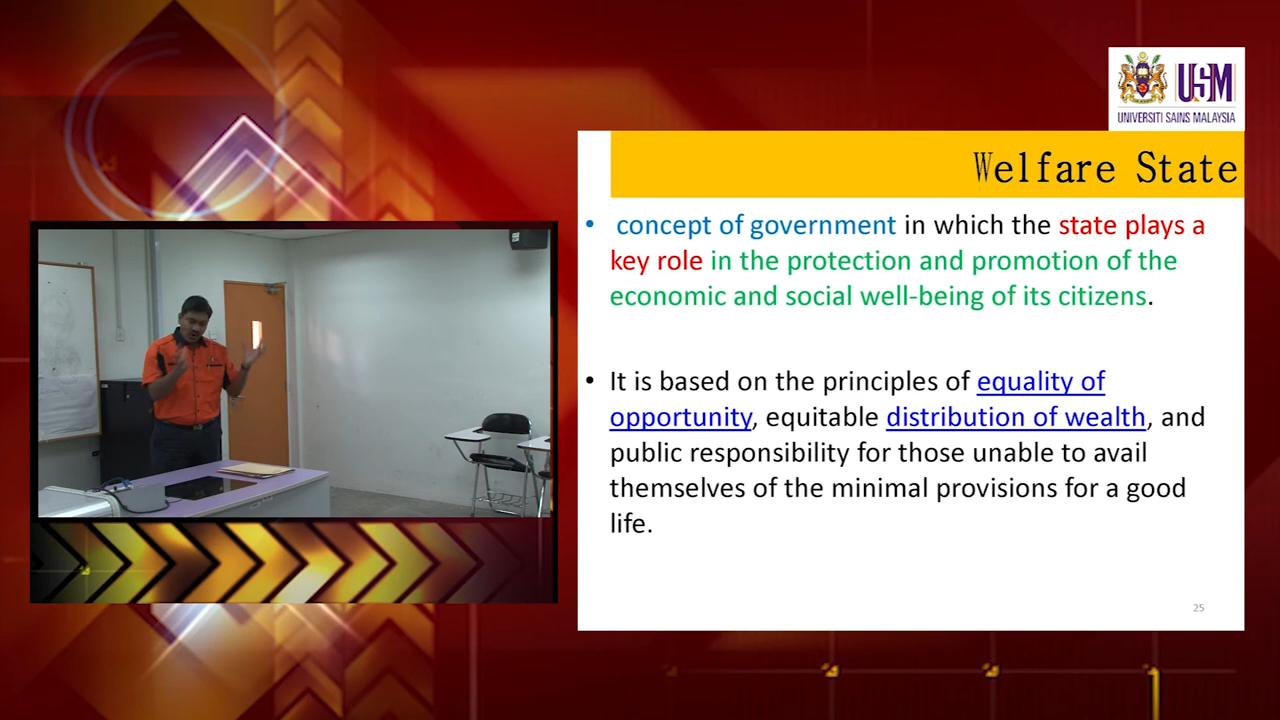 USM
UNIVERSITI SAINS MALAYSIA
Welfare State
• concept of government in which the state plays a
key role in the protection and promotion of the
economic and social well-being of its citizens.
• It is based on the principles of equality of
opportunity, equitable distribution of wealth, and
public responsibility for those unable to avail
themselves of the minimal provisions for a good
life.
25